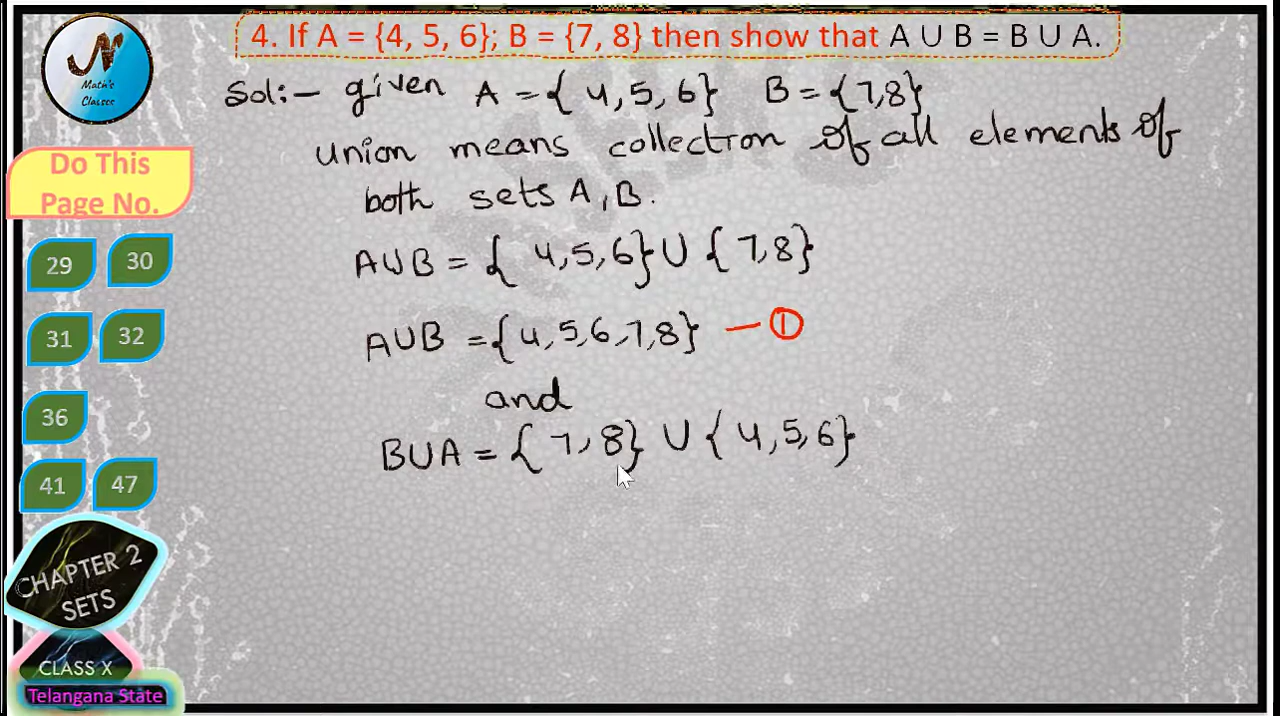 N
Math's
Classes
4. If A = {4, 5, 6}; B = {7, 8} then show that A U B = B U A.
Sol:- given A = { 4, 5, 6} B = {7,8}
union means collection of all elements of
both sets A, B.
AUB = { 4,5,6} U { 7,8}
AUB = {4,5,6,7,8} — ①
and
BUA = { 7, 8} U { 4, 5, 6}
Do This
Page No.
29 30
31 32
36
41 47
CHAPTER 2
SETS
CLASS X
Telangana State